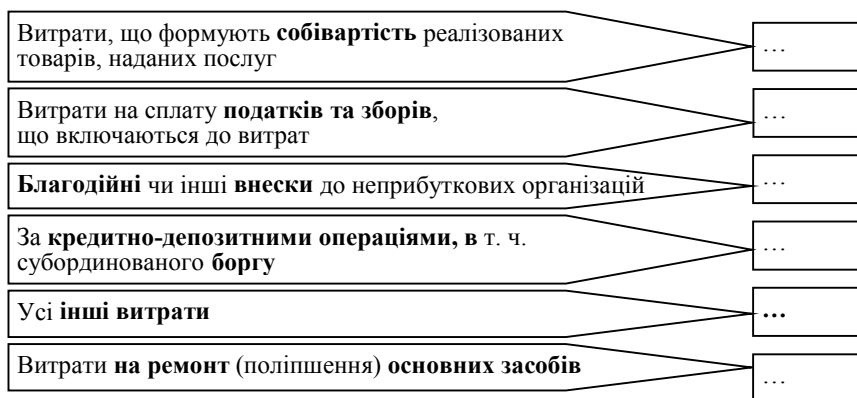 Витрати, що формують собівартість реалізованих
товарів, наданих послуг
…
Витрати на сплату податків та зборів,
що включаються до витрат
…
Благодійні чи інші внески до неприбуткових організацій
…
За кредитно-депозитними операціями, в т. ч.
субординованого боргу
…
Усі інші витрати
…
Витрати на ремонт (поліпшення) основних засобів
…